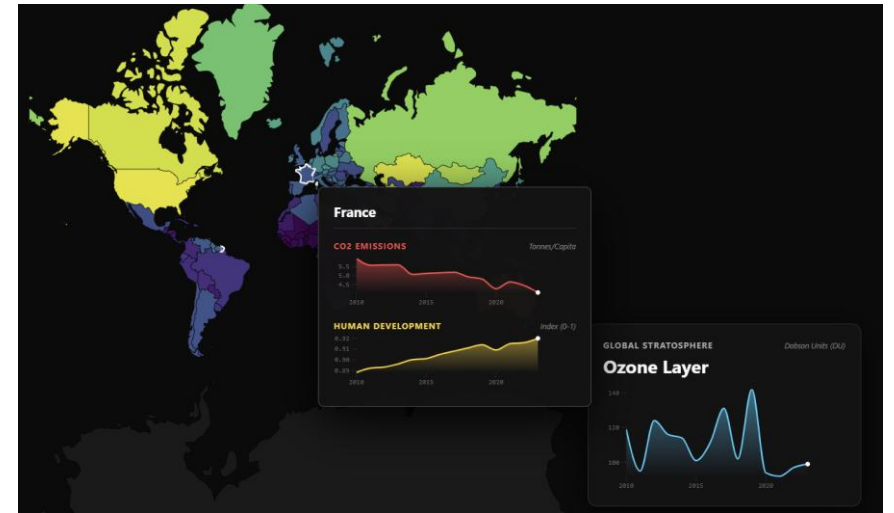 France
CO2 EMISSIONS Tonnes/Capita
5.5
5.0
4.5
2010 2015 2020
HUMAN DEVELOPMENT Index (0-1)
0.92
0.91
0.90
0.89
2010 2015 2020
GLOBAL STRATOSPHERE Dobson Units (DU)
Ozone Layer
140
120
100
2010 2015 2020